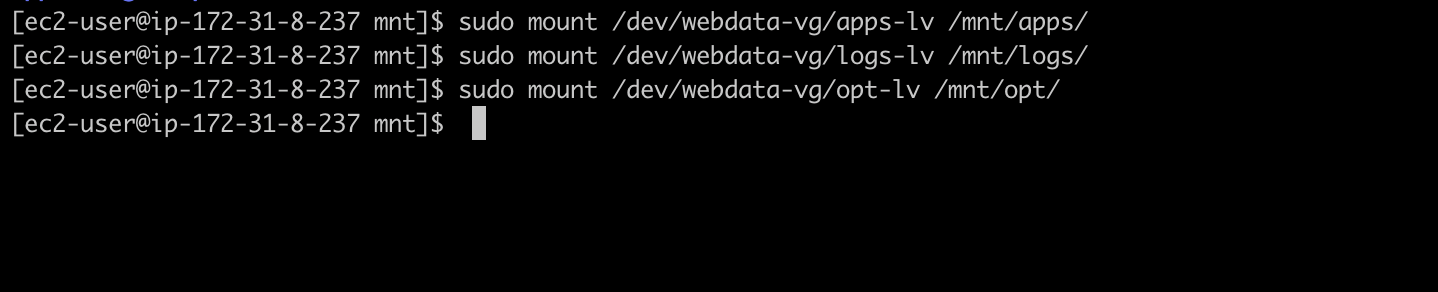 [ec2-user@ip-172-31-8-237 mnt]$ sudo mount /dev/webdata-vg/apps-lv /mnt/apps/
[ec2-user@ip-172-31-8-237 mnt]$ sudo mount /dev/webdata-vg/logs-lv /mnt/logs/
[ec2-user@ip-172-31-8-237 mnt]$ sudo mount /dev/webdata-vg/opt-lv /mnt/opt/
[ec2-user@ip-172-31-8-237 mnt]$